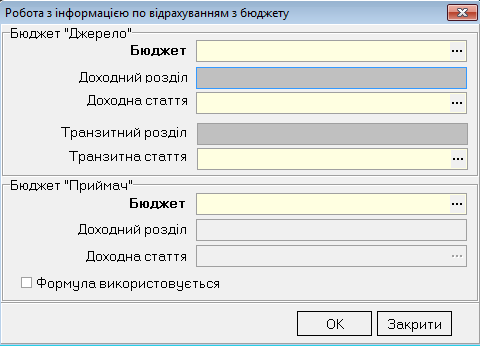 Робота з інформацією по відрахуванням з бюджету
Бюджет "Джерело"
Бюджет ...
Доходний розділ
Доходна стаття ...
Транзитний розділ
Транзитна стаття ...
Бюджет "Приймач"
Бюджет ...
Доходний розділ
Доходна стаття ...
Формула використовується
OK Закрити